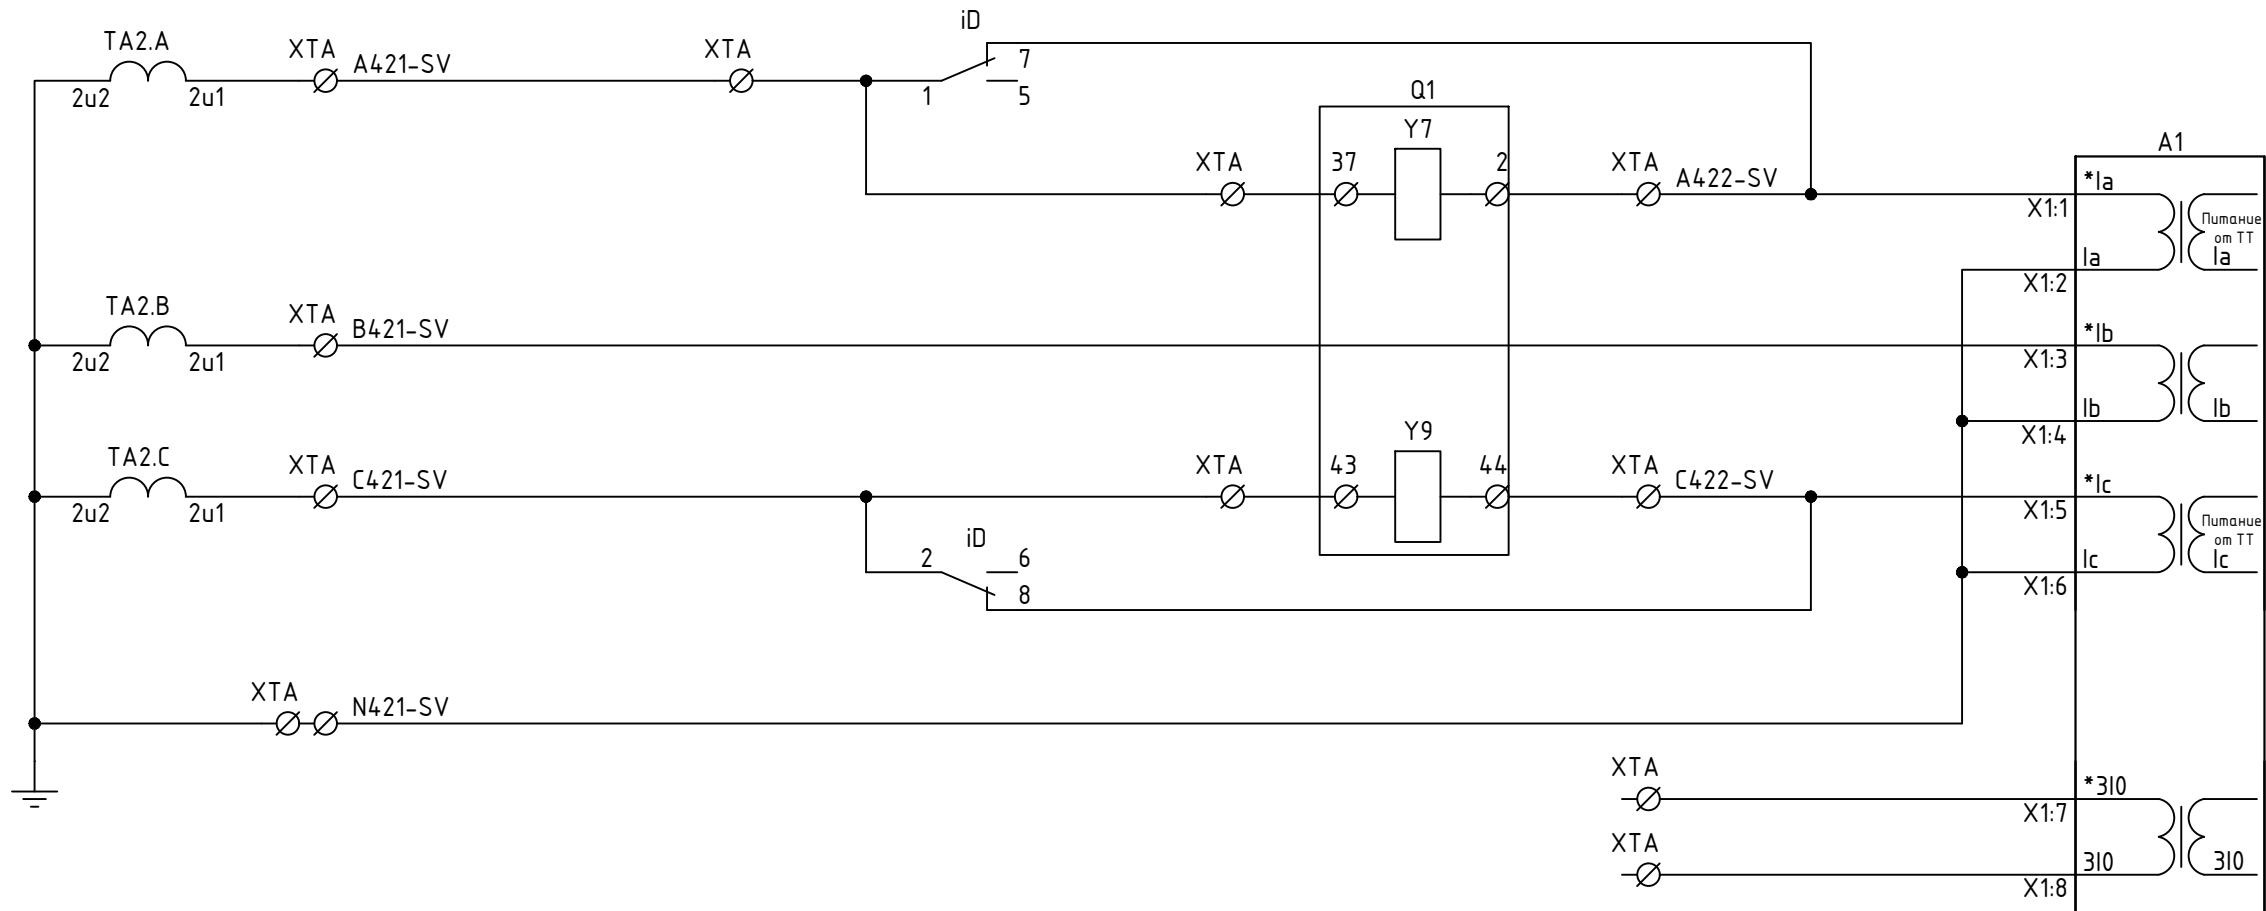 iD
TA2.A
XTA
A421-SV
XTA
7
2u2
2u1
1
5
Q1
Y7
A1
XTA
37
2
XTA
A422-SV
*Ia
X1:1
Питание
от ТТ
Ia
Ia
X1:2
TA2.B
XTA
B421-SV
*Ib
2u2
2u1
X1:3
Ib
Ib
X1:4
Y9
TA2.C
XTA
C421-SV
XTA
43
44
XTA
C422-SV
*Ic
2u2
2u1
X1:5
Питание
от ТТ
iD
2
6
Ic
Ic
8
X1:6
XTA
N421-SV
XTA
*3I0
X1:7
XTA
3I0
3I0
X1:8